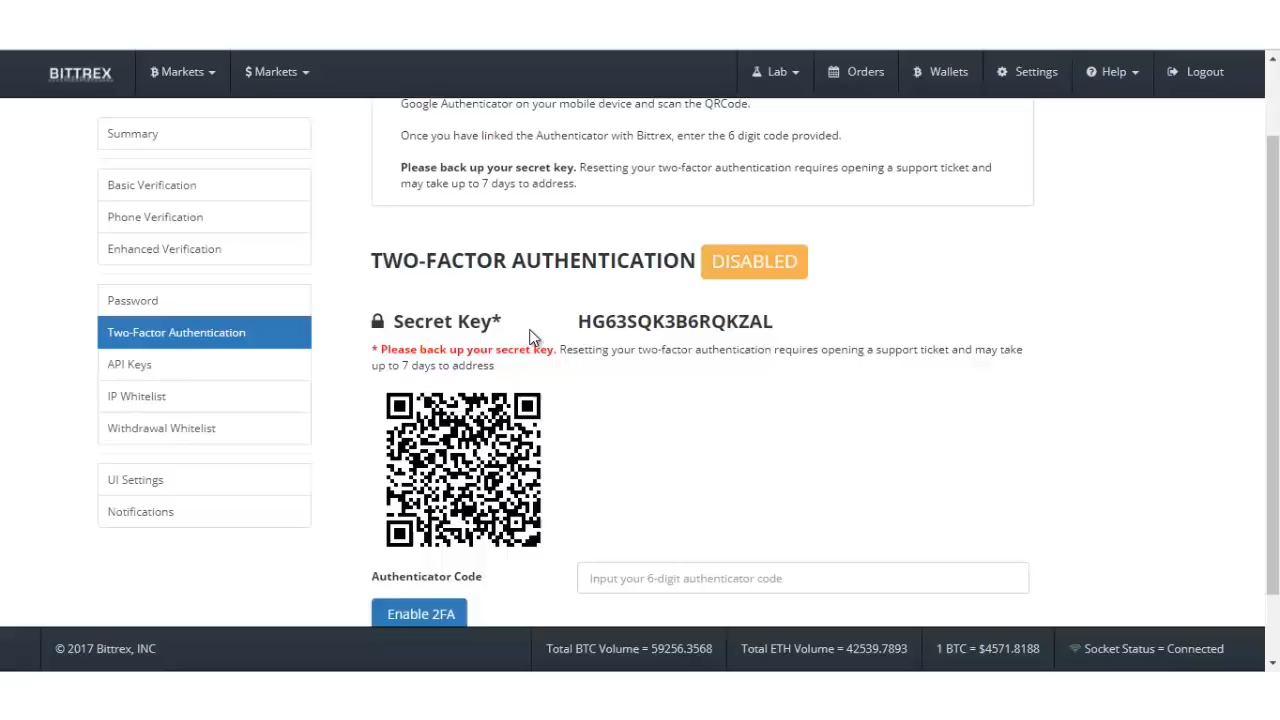 BITTREX
Markets
$ Markets
Lab
Orders
Wallets
Settings
Help
Logout
Summary
Basic Verification
Phone Verification
Enhanced Verification
Password
Two-Factor Authentication
API Keys
IP Whitelist
Withdrawal Whitelist
UI Settings
Notifications
Google Authenticator on your mobile device and scan the QRCode.
Once you have linked the Authenticator with Bittrex, enter the 6 digit code provided.
Please back up your secret key. Resetting your two-factor authentication requires opening a support ticket and
may take up to 7 days to address.
TWO-FACTOR AUTHENTICATION DISABLED
Secret Key* HG63SQK3B6RQKZAL
* Please back up your secret key. Resetting your two-factor authentication requires opening a support ticket and may take
up to 7 days to address
Authenticator Code
Input your 6-digit authenticator code
Enable 2FA
© 2017 Bittrex, INC
Total BTC Volume = 59256.3568
Total ETH Volume = 42539.7893
1 BTC = $4571.8188
Socket Status = Connected